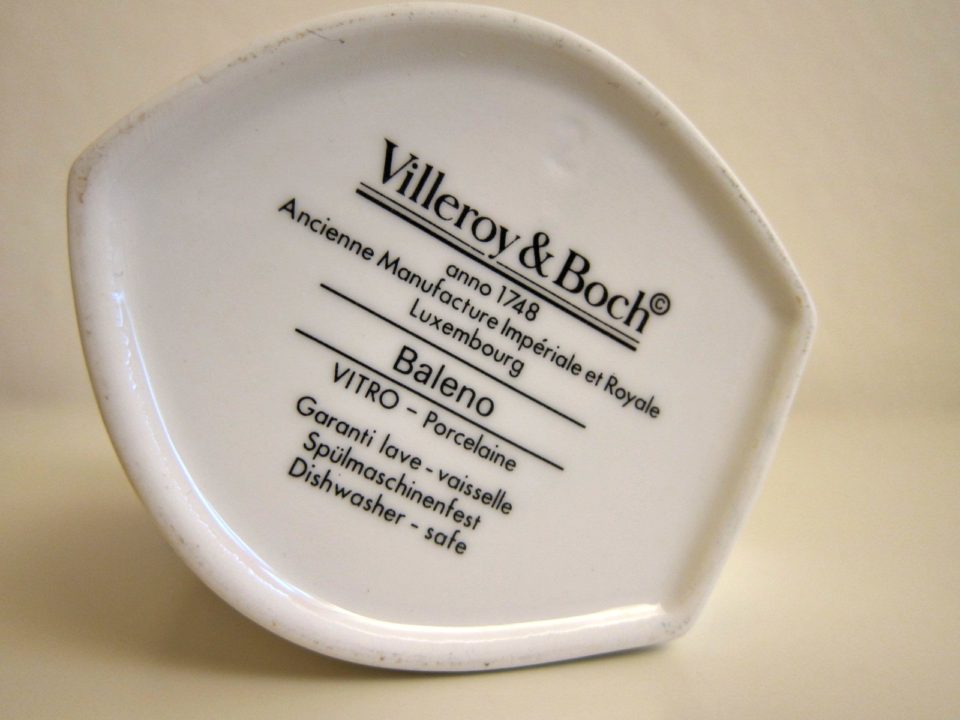 Villeroy & Boch©
anno 1748
Ancienne Manufacture Impériale et Royale
Luxembourg
Baleno
VITRO – Porcelaine
Garanti lave - vaisselle
Spülmaschinenfest
Dishwasher - safe